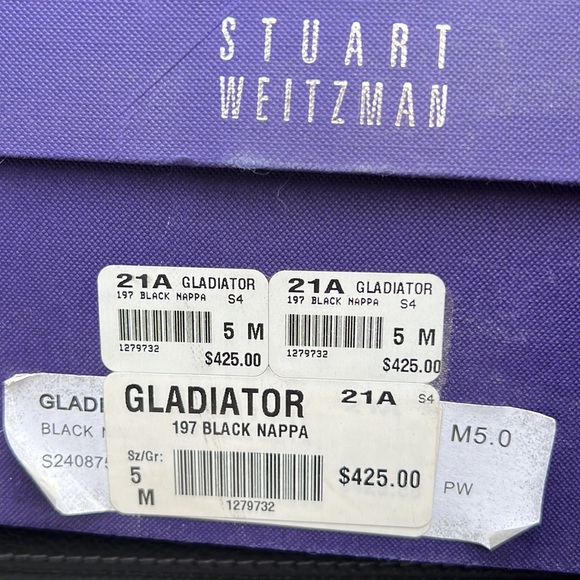 STUART
WEITZMAN
21A GLADIATOR
197 BLACK NAPPA S4
5 M
1279732
$425.00
21A GLADIATOR
197 BLACK NAPPA S4
5 M
1279732
$425.00
GLADIATOR 21A S4
197 BLACK NAPPA
Sz/Gr:
5
M
$425.00
1279732
GLADI
BLACK
S24087
M5.0
PW